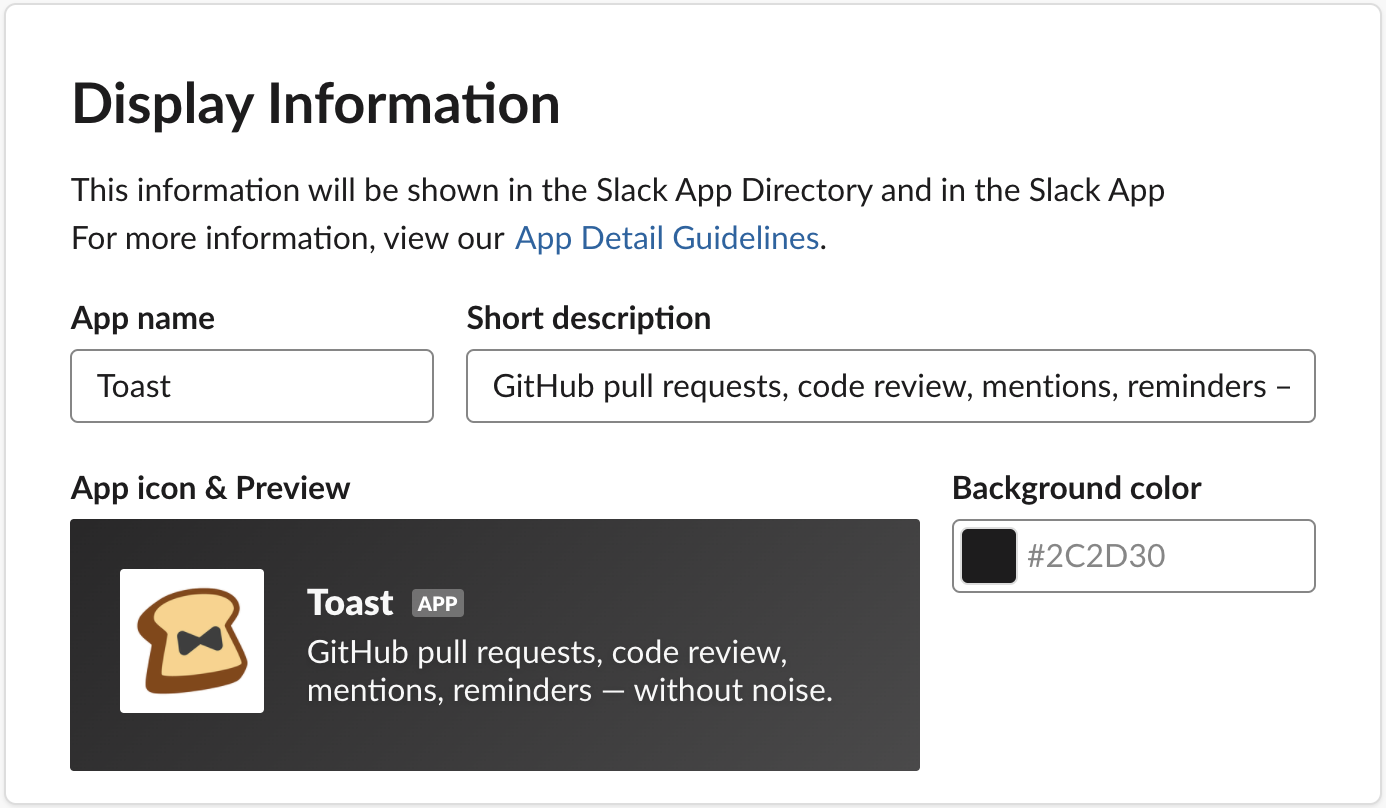 Display Information
This information will be shown in the Slack App Directory and in the Slack App
For more information, view our App Detail Guidelines.
App name
Short description
Toast
GitHub pull requests, code review, mentions, reminders –
App icon & Preview
Background color
#2C2D30
Toast APP
GitHub pull requests, code review,
mentions, reminders — without noise.